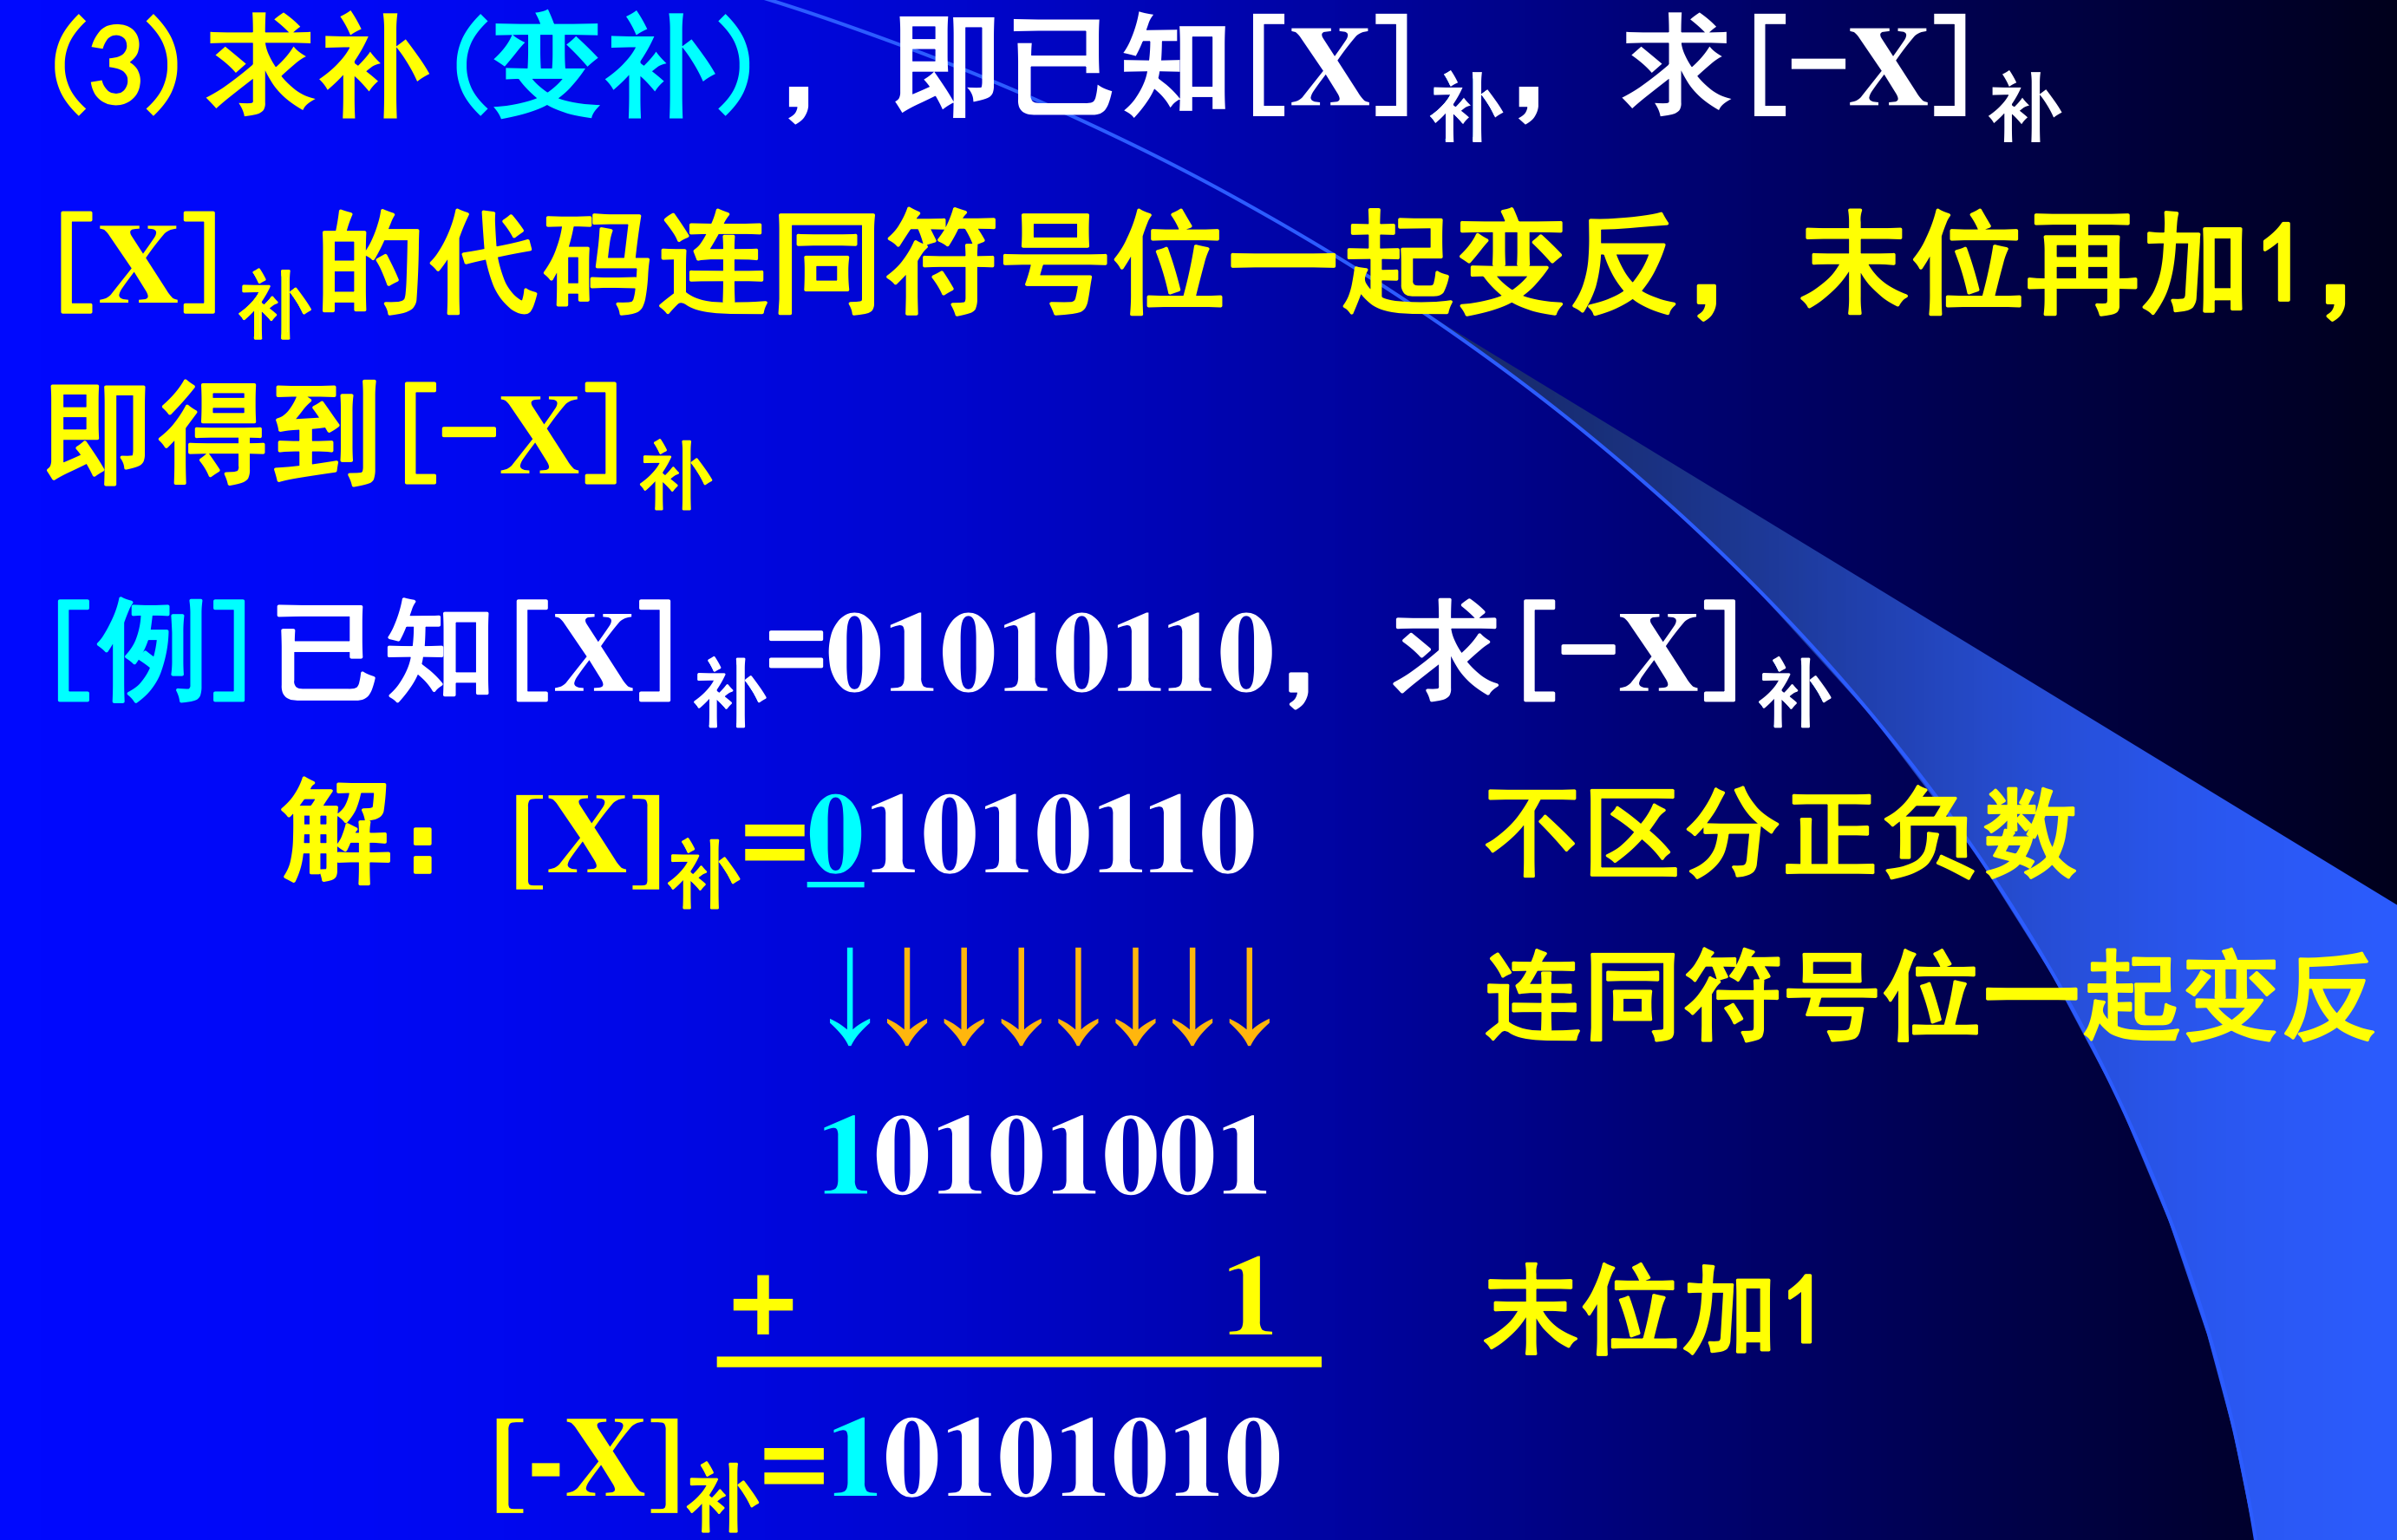 (3)求补(变补)，即已知[X]补，求[－X]补
[X]补的代码连同符号位一起变反，末位再加1，
即得到[－X]补
[例]已知[X]补=01010110，求[－X]补
解：[X]补=01010110 不区分正负数
↓↓↓↓↓↓↓↓ 连同符号位一起变反
10101001
+ 1 末位加1
[-X]补=10101010